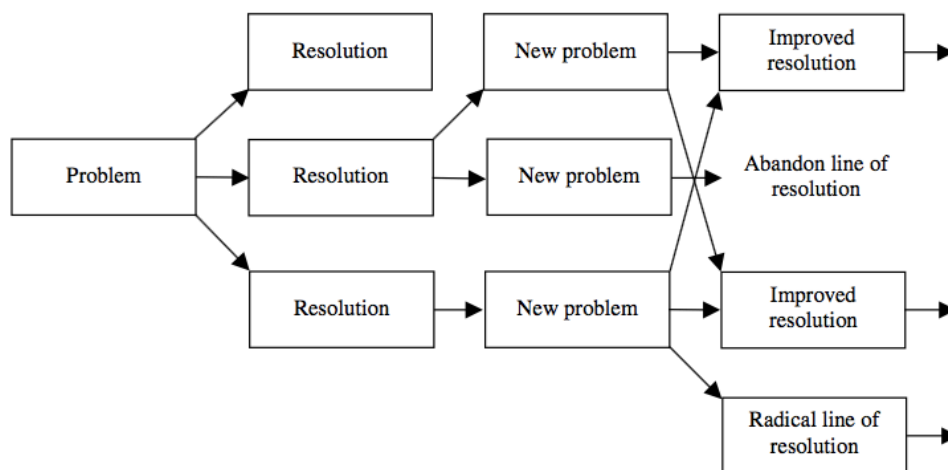 Resolution
New problem
Improved
resolution
Problem
Resolution
New problem
Abandon line of
resolution
Resolution
New problem
Improved
resolution
Radical line of
resolution